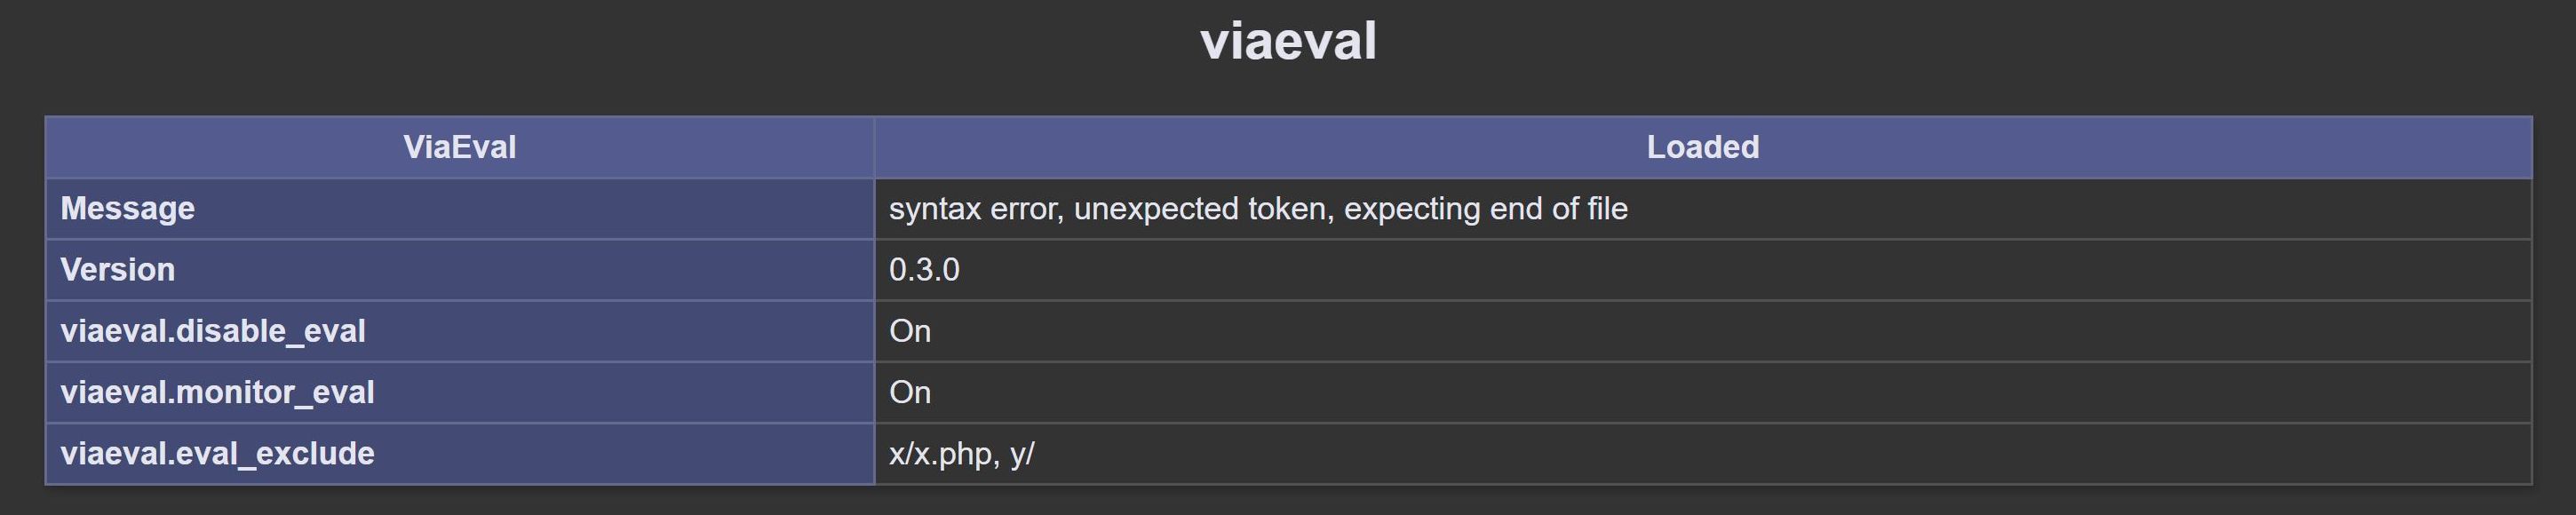 viaeval
ViaEval Loaded
Message syntax error, unexpected token, expecting end of file
Version 0.3.0
viaeval.disable_eval On
viaeval.monitor_eval On
viaeval.eval_exclude x/x.php, y/